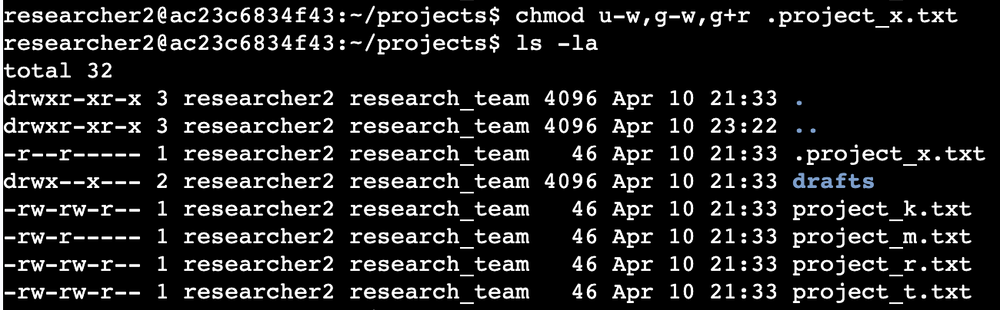 researcher2@ac23c6834f43:~/projects$ chmod u-w,g-w,g+r .project_x.txt
researcher2@ac23c6834f43:~/projects$ ls -la
total 32
drwxr-xr-x 3 researcher2 research_team 4096 Apr 10 21:33 .
drwxr-xr-x 3 researcher2 research_team 4096 Apr 10 23:22 ..
-r--r----- 1 researcher2 research_team   46 Apr 10 21:33 .project_x.txt
drwx--x--- 2 researcher2 research_team 4096 Apr 10 21:33 drafts
-rw-rw-r-- 1 researcher2 research_team   46 Apr 10 21:33 project_k.txt
-rw-r----- 1 researcher2 research_team   46 Apr 10 21:33 project_m.txt
-rw-rw-r-- 1 researcher2 research_team   46 Apr 10 21:33 project_r.txt
-rw-rw-r-- 1 researcher2 research_team   46 Apr 10 21:33 project_t.txt